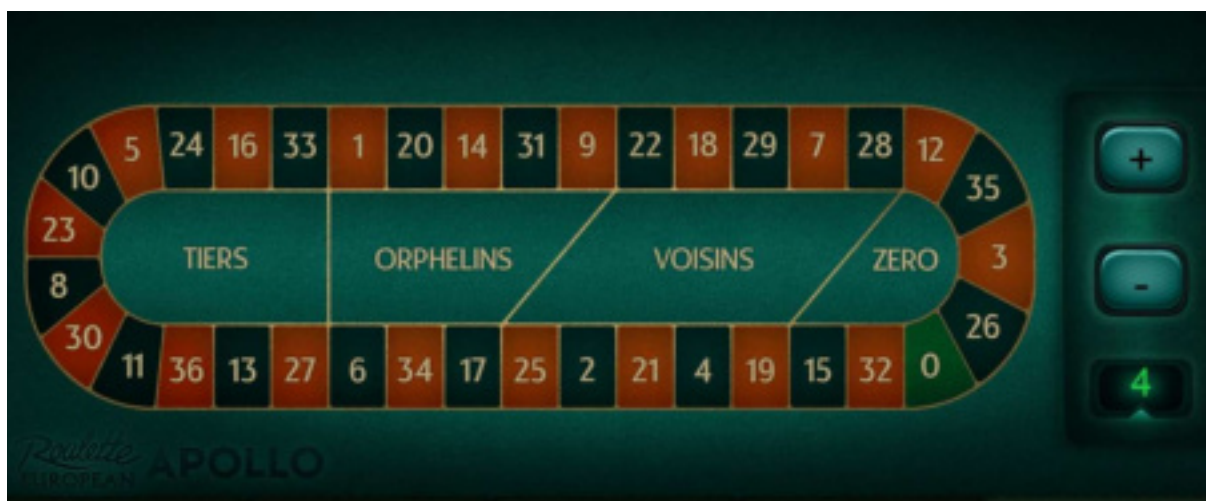 5 24 16 33 1 20 14 31 9 22 18 29 7 28 12
10 35
23 TIERS ORPHELINS VOISINS ZERO 3
8 26
30 11 36 13 27 6 34 17 25 2 21 4 19 15 32 0
+
-
4
Roulette
EUROPEAN APOLLO